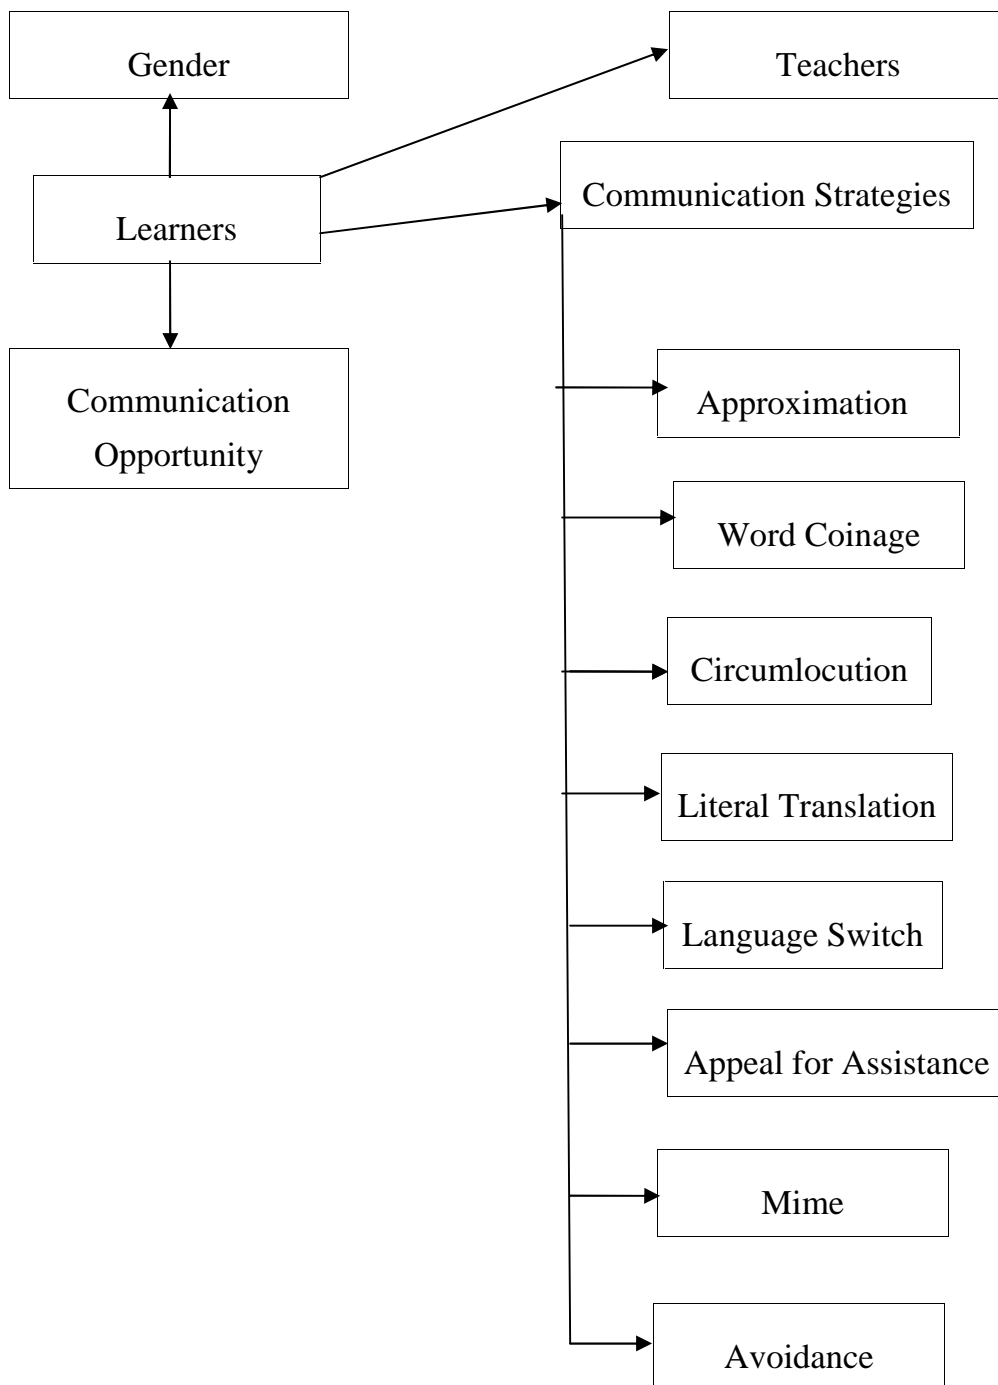 Gender
Teachers
Communication Strategies
Learners
Communication
Opportunity
Approximation
Word Coinage
Circumlocution
Literal Translation
Language Switch
Appeal for Assistance
Mime
Avoidance